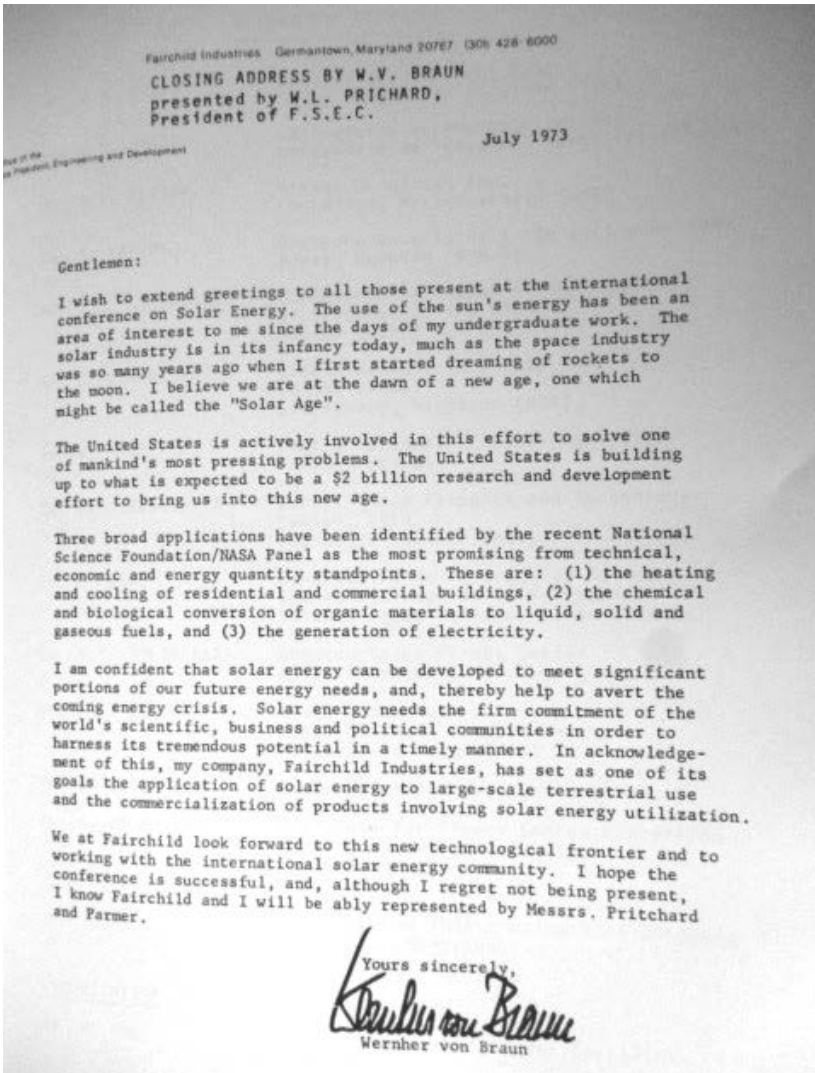 Fairchild Industries Germantown, Maryland 20767 (301) 428-6000
CLOSING ADDRESS BY W.V. BRAUN
presented by W.L. PRICHARD,
President of F.S.E.C.
July 1973
in the
President, Engineering and Development
Gentlemen:
I wish to extend greetings to all those present at the international
conference on Solar Energy. The use of the sun's energy has been an
area of interest to me since the days of my undergraduate work. The
solar industry is in its infancy today, much as the space industry
was so many years ago when I first started dreaming of rockets to
the moon. I believe we are at the dawn of a new age, one which
might be called the "Solar Age".
The United States is actively involved in this effort to solve one
of mankind's most pressing problems. The United States is building
up to what is expected to be a $2 billion research and development
effort to bring us into this new age.
Three broad applications have been identified by the recent National
Science Foundation/NASA Panel as the most promising from technical,
economic and energy quantity standpoints. These are: (1) the heating
and cooling of residential and commercial buildings, (2) the chemical
and biological conversion of organic materials to liquid, solid and
gaseous fuels, and (3) the generation of electricity.
I am confident that solar energy can be developed to meet significant
portions of our future energy needs, and, thereby help to avert the
coming energy crisis. Solar energy needs the firm commitment of the
world's scientific, business and political communities in order to
harness its tremendous potential in a timely manner. In acknowledge-
ment of this, my company, Fairchild Industries, has set as one of its
goals the application of solar energy to large-scale terrestrial use
and the commercialization of products involving solar energy utilization.
We at Fairchild look forward to this new technological frontier and to
working with the international solar energy community. I hope the
conference is successful, and, although I regret not being present,
I know Fairchild and I will be ably represented by Messrs. Pritchard
and Parmer.
Yours sincerely,
Wernher von Braun
Wernher von Braun